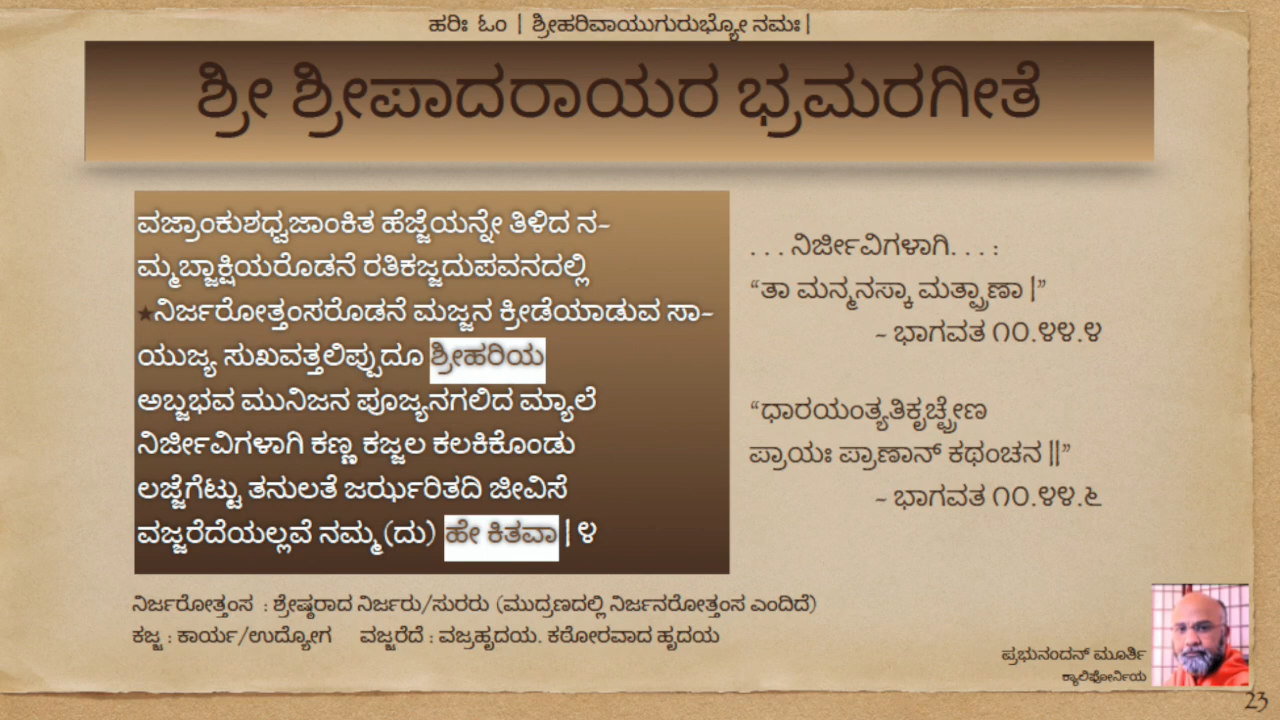 ಹರಿಃ ಓಂ | ಶ್ರೀಹರಿವಾಯುಗುರುಭ್ಯೋ ನಮಃ |
ಶ್ರೀ ಶ್ರೀಪಾದರಾಯರ ಭ್ರಮರಗೀತೆ
ವಜ್ರಾಂಕುಶಧ್ವಜಾಂಕಿತ ಹೆಜ್ಜೆಯನ್ನೇ ತಿಳಿದ ನ-
ಮ್ಮಬ್ಜಾಕ್ಷಿಯರೊಡನೆ ರತಿಕಜ್ಜದುಪವನದಲ್ಲಿ
★ನಿರ್ಜರೋತ್ತಂಸರೊಡನೆ ಮಜ್ಜನ ಕ್ರೀಡೆಯಾಡುವ ಸಾ-
ಯುಜ್ಯ ಸುಖವತ್ತಲಿಪ್ಪುದೂ ಶ್ರೀಹರಿಯ
ಅಬ್ಜಭವ ಮುನಿಜನ ಪೂಜ್ಯನಗಲಿದ ಮ್ಯಾಲೆ
ನಿರ್ಜೀವಿಗಳಾಗಿ ಕಣ್ಣ ಕಜ್ಜಲ ಕಲಕಿಕೊಂಡು
ಲಜ್ಜೆಗೆಟ್ಟು ತನುಲತೆ ಜರ್ಝರಿತದಿ ಜೀವಿಸೆ
ವಜ್ಜರೆದೆಯಲ್ಲವೆ ನಮ್ಮ(ದು) ಹೇ ಕಿತವಾ | ೪
. . . ನಿರ್ಜೀವಿಗಳಾಗಿ. . . :
“ತಾ ಮನ್ಮನಸ್ಕಾ ಮತ್ಪ್ರಾಣಾ |”
~ ಭಾಗವತ ೧೦.೪೪.೪
“ಧಾರಯಂತ್ಯತಿಕೃಚ್ಛ್ರೇಣ
ಪ್ರಾಯಃ ಪ್ರಾಣಾನ್ ಕಥಂಚನ ||”
~ ಭಾಗವತ ೧೦.೪೪.೬
ನಿರ್ಜರೋತ್ತಂಸ : ಶ್ರೇಷ್ಠರಾದ ನಿರ್ಜರು/ಸುರರು (ಮುದ್ರಣದಲ್ಲಿ ನಿರ್ಜನರೋತ್ತಂಸ ಎಂದಿದೆ)
ಕಜ್ಜ : ಕಾರ್ಯ/ಉದ್ಯೋಗ ವಜ್ಜರೆದೆ : ವಜ್ರಹೃದಯ. ಕಠೋರವಾದ ಹೃದಯ
ಪ್ರಭುನಂದನ್ ಮೂರ್ತಿ
ಕ್ಯಾಲಿಫೋರ್ನಿಯ
23